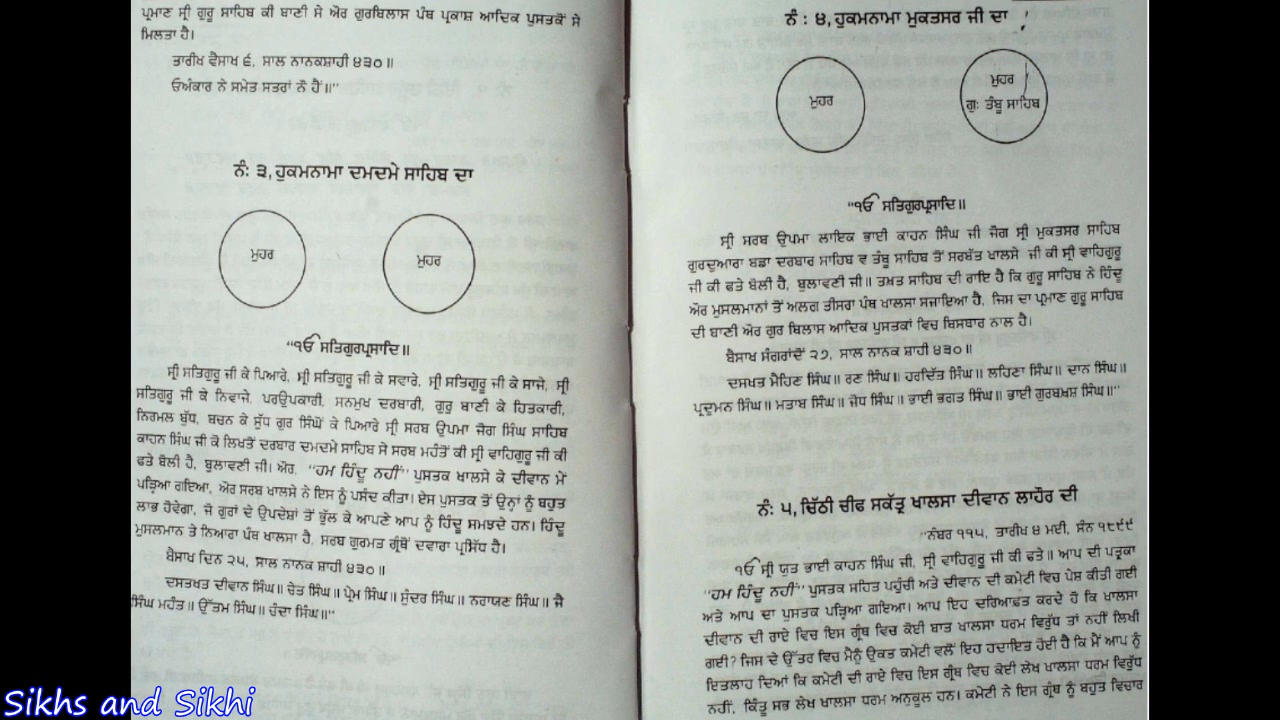 ਪ੍ਰਮਾਣ ਸ੍ਰੀ ਗੁਰੂ ਸਾਹਿਬ ਕੀ ਬਾਣੀ ਸੇ ਔਰ ਗੁਰਬਿਲਾਸ ਪੰਥ ਪ੍ਰਕਾਸ਼ ਆਦਿਕ ਪੁਸਤਕੋਂ ਸੇ
ਮਿਲਤਾ ਹੈ।
ਤਾਰੀਖ ਵੈਸਾਖ ੬, ਸਾਲ ਨਾਨਕਸ਼ਾਹੀ ੪੩੦॥
ਓਅੰਕਾਰ ਨੇ ਸਮੇਤ ਸਤਰਾਂ ਨੌ ਹੈਂ॥”
ਨੰ: ੩, ਹੁਕਮਨਾਮਾ ਦਮਦਮੇ ਸਾਹਿਬ ਦਾ
ਮੁਹਰ
ਮੁਹਰ
“ੴ ਸਤਿਗੁਰਪ੍ਰਸਾਦਿ॥
ਸ੍ਰੀ ਸਤਿਗੁਰੂ ਜੀ ਕੇ ਪਿਆਰੇ, ਸ੍ਰੀ ਸਤਿਗੁਰੂ ਜੀ ਕੇ ਸਵਾਰੇ, ਸ੍ਰੀ ਸਤਿਗੁਰੂ ਜੀ ਕੇ ਸਾਜੇ, ਸ੍ਰੀ
ਸਤਿਗੁਰੂ ਜੀ ਕੇ ਨਿਵਾਜੇ, ਪਰਉਪਕਾਰੀ, ਸਨਮੁਖ ਦਰਬਾਰੀ, ਗੁਰੂ ਬਾਣੀ ਕੇ ਹਿਤਕਾਰੀ,
ਨਿਰਮਲ ਬੁੱਧ, ਬਚਨ ਕੇ ਸੁੱਧ ਗੁਰ ਸਿੰਘੋਂ ਕੇ ਪਿਆਰੇ ਸ੍ਰੀ ਸਰਬ ਉਪਮਾ ਜੋਗ ਸਿੰਘ ਸਾਹਿਬ
ਕਾਹਨ ਸਿੰਘ ਜੀ ਕੇ ਲਿਖਤੋਂ ਦਰਬਾਰ ਦਮਦਮੇ ਸਾਹਿਬ ਸੇ ਸਰਬ ਮਹੰਤੋਂ ਕੀ ਸ੍ਰੀ ਵਾਹਿਗੁਰੂ ਜੀ ਕੀ
ਫਤੇ ਬੋਲੀ ਹੈ, ਬੁਲਾਵਣੀ ਜੀ। ਔਰ, “ਹਮ ਹਿੰਦੂ ਨਹੀਂ” ਪੁਸਤਕ ਖਾਲਸੇ ਕੇ ਦੀਵਾਨ ਮੇਂ
ਪੜ੍ਹਿਆ ਗਇਆ, ਔਰ ਸਰਬ ਖਾਲਸੇ ਨੇ ਇਸ ਨੂੰ ਪਸੰਦ ਕੀਤਾ। ਏਸ ਪੁਸਤਕ ਤੋਂ ਉਨ੍ਹਾਂ ਨੂੰ ਬਹੁਤ
ਲਾਭ ਹੋਵੇਗਾ, ਜੋ ਗੁਰਾਂ ਦੇ ਉਪਦੇਸ਼ਾਂ ਤੋਂ ਭੁੱਲ ਕੇ ਆਪਣੇ ਆਪ ਨੂੰ ਹਿੰਦੂ ਸਮਝਦੇ ਹਨ। ਹਿੰਦੂ
ਮੁਸਲਮਾਨ ਤੇ ਨਿਆਰਾ ਪੰਥ ਖਾਲਸਾ ਹੈ, ਸਰਬ ਗੁਰਮਤ ਗ੍ਰੰਥੋਂ ਦਵਾਰਾ ਪ੍ਰਸਿੱਧ ਹੈ।
ਬੈਸਾਖ ਦਿਨ ੨੫, ਸਾਲ ਨਾਨਕ ਸ਼ਾਹੀ ੪੩੦॥
ਦਸਤਖਤ ਦੀਵਾਨ ਸਿੰਘ॥ ਚੇਤ ਸਿੰਘ॥ ਪ੍ਰੇਮ ਸਿੰਘ॥ ਸੁੰਦਰ ਸਿੰਘ॥ ਨਰਾਯਣ ਸਿੰਘ॥ ਜੈ
ਸਿੰਘ ਮਹੰਤ॥ ਉੱਤਮ ਸਿੰਘ॥ ਚੰਦਾ ਸਿੰਘ॥”
ਨੰ : ੪, ਹੁਕਮਨਾਮਾ ਮੁਕਤਸਰ ਜੀ ਦਾ
ਮੁਹਰ
ਮੁਹਰ
ਗੁ: ਤੰਬੂ ਸਾਹਿਬ
“ੴ ਸਤਿਗੁਰਪ੍ਰਸਾਦਿ॥
ਸ੍ਰੀ ਸਰਬ ਉਪਮਾ ਲਾਇਕ ਭਾਈ ਕਾਹਨ ਸਿੰਘ ਜੀ ਜੋਗ ਸ੍ਰੀ ਮੁਕਤਸਰ ਸਾਹਿਬ
ਗੁਰਦੁਆਰਾ ਬਡਾ ਦਰਬਾਰ ਸਾਹਿਬ ਵ ਤੰਬੂ ਸਾਹਿਬ ਤੋਂ ਸਰਬੱਤ ਖਾਲਸੇ ਜੀ ਕੀ ਸ੍ਰੀ ਵਾਹਿਗੁਰੂ
ਜੀ ਕੀ ਫਤੇ ਬੋਲੀ ਹੈ, ਬੁਲਾਵਣੀ ਜੀ॥ ਤਖ਼ਤ ਸਾਹਿਬ ਦੀ ਰਾਇ ਹੈ ਕਿ ਗੁਰੂ ਸਾਹਿਬ ਨੇ ਹਿੰਦੂ
ਔਰ ਮੁਸਲਮਾਨਾਂ ਤੋਂ ਅਲਗ ਤੀਸਰਾ ਪੰਥ ਖਾਲਸਾ ਸਜਾਇਆ ਹੈ, ਜਿਸ ਦਾ ਪ੍ਰਮਾਣ ਗੁਰੂ ਸਾਹਿਬ
ਦੀ ਬਾਣੀ ਔਰ ਗੁਰ ਬਿਲਾਸ ਆਦਿਕ ਪੁਸਤਕਾਂ ਵਿਚ ਬਿਸਥਾਰ ਨਾਲ ਹੈ।
ਬੈਸਾਖ ਸੰਗਰਾਂਦੋਂ ੨੭, ਸਾਲ ਨਾਨਕ ਸ਼ਾਹੀ ੪੩੦॥
ਦਸਖਤ ਮੈਹਿਣ ਸਿੰਘ॥ ਰਣ ਸਿੰਘ॥ ਹਰਦਿੱਤ ਸਿੰਘ॥ ਲਹਿਣਾ ਸਿੰਘ॥ ਦਾਨ ਸਿੰਘ॥
ਪ੍ਰਦੁਮਨ ਸਿੰਘ॥ ਮਤਾਬ ਸਿੰਘ॥ ਜੋਧ ਸਿੰਘ॥ ਭਾਈ ਭਗਤ ਸਿੰਘ॥ ਭਾਈ ਗੁਰਬਖ਼ਸ਼ ਸਿੰਘ॥”
ਨੰ: ੫, ਚਿੱਠੀ ਚੀਫ ਸਕੱਤ੍ਰ ਖਾਲਸਾ ਦੀਵਾਨ ਲਾਹੌਰ ਦੀ
“ਨੰਬਰ ੧੧੫, ਤਾਰੀਖ ੪ ਮਈ, ਸੰਨ ੧੮੯੯
ੴ ਸ੍ਰੀ ਯੁਤ ਭਾਈ ਕਾਹਨ ਸਿੰਘ ਜੀ, ਸ੍ਰੀ ਵਾਹਿਗੁਰੂ ਜੀ ਕੀ ਫਤੇ॥ ਆਪ ਦੀ ਪਤ੍ਰਕਾ
“ਹਮ ਹਿੰਦੂ ਨਹੀਂ” ਪੁਸਤਕ ਸਹਿਤ ਪਹੁੰਚੀ ਅਤੇ ਦੀਵਾਨ ਦੀ ਕਮੇਟੀ ਵਿਚ ਪੇਸ਼ ਕੀਤੀ ਗਈ
ਅਤੇ ਆਪ ਦਾ ਪੁਸਤਕ ਪੜ੍ਹਿਆ ਗਇਆ। ਆਪ ਇਹ ਦਰਿਆਫ਼ਤ ਕਰਦੇ ਹੋ ਕਿ ਖਾਲਸਾ
ਦੀਵਾਨ ਦੀ ਰਾਏ ਵਿਚ ਇਸ ਗ੍ਰੰਥ ਵਿਚ ਕੋਈ ਬਾਤ ਖਾਲਸਾ ਧਰਮ ਵਿਰੁੱਧ ਤਾਂ ਨਹੀਂ ਲਿਖੀ
ਗਈ? ਜਿਸ ਦੇ ਉੱਤਰ ਵਿਚ ਮੈਨੂੰ ਉਕਤ ਕਮੇਟੀ ਵਲੋਂ ਇਹ ਹਦਾਇਤ ਹੋਈ ਹੈ ਕਿ ਮੈਂ ਆਪ ਨੂੰ
ਇਤਲਾਹ ਦਿਆਂ ਕਿ ਕਮੇਟੀ ਦੀ ਰਾਏ ਵਿਚ ਇਸ ਗ੍ਰੰਥ ਵਿਚ ਕੋਈ ਲੇਖ ਖਾਲਸਾ ਧਰਮ ਵਿਰੁੱਧ
ਨਹੀਂ, ਕਿੰਤੂ ਸਭ ਲੇਖ ਖਾਲਸਾ ਧਰਮ ਅਨੁਕੂਲ ਹਨ। ਕਮੇਟੀ ਨੇ ਇਸ ਗ੍ਰੰਥ ਨੂੰ ਬਹੁਤ ਵਿਚਾਰ
Sikhs and Sikhi